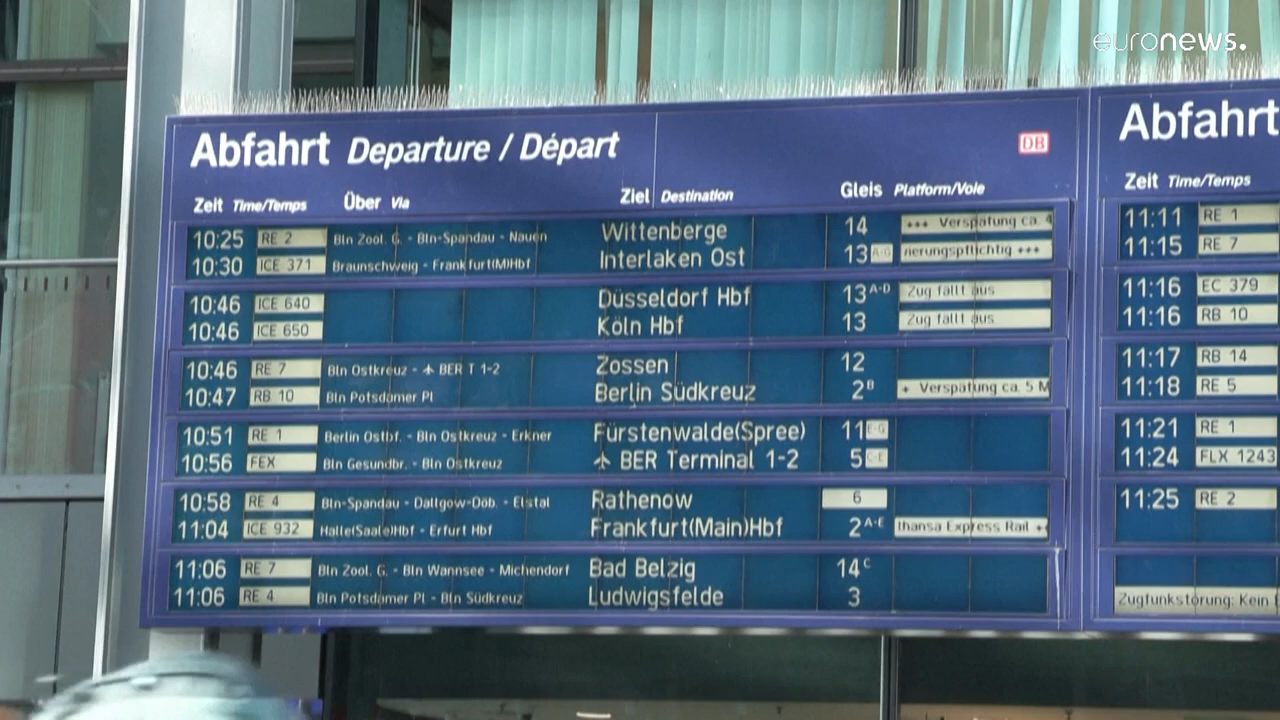 euronews.
Abfahrt Departure / Départ DB
Zeit Time/Temps Über Via Ziel Destination Gleis Platform/Voie
10:25 RE 2 Bln Zool. G. - Bln-Spandau - Nauen Wittenberge 14 +++ Verspätung ca. 4
10:30 ICE 371 Braunschweig - Frankfurt(M)Hbf Interlaken Ost 13 A-D nierungspflichtig +++
10:46 ICE 640 Düsseldorf Hbf 13 A-D Zug fällt aus
10:46 ICE 650 Köln Hbf 13 Zug fällt aus
10:46 RE 7 Bln Ostkreuz - ✈ BER T 1-2 Zossen 12
10:47 RB 10 Bln Potsdamer Pl Berlin Südkreuz 2 B + Verspätung ca. 5 M
10:51 RE 1 Berlin Ostbf. - Bln Ostkreuz - Erkner Fürstenwalde(Spree) 11 E-G
10:56 FEX Bln Gesundbr. - Bln Ostkreuz ✈ BER Terminal 1-2 5 C-E
10:58 RE 4 Bln-Spandau - Dallgow-Döb. - Elstal Rathenow 6
11:04 ICE 932 Halle(Saale)Hbf - Erfurt Hbf Frankfurt(Main)Hbf 2 A-E thansa Express Rail ++
11:06 RE 7 Bln Zool. G. - Bln Wannsee - Michendorf Bad Belzig 14 C
11:06 RE 4 Bln Potsdamer Pl - Bln Südkreuz Ludwigsfelde 3
Abfahrt
Zeit Time/Temps
11:11 RE 1
11:15 RE 7
11:16 EC 379
11:16 RB 10
11:17 RB 14
11:18 RE 5
11:21 RE 1
11:24 FLX 1243
11:25 RE 2
Zugfunkstörung: Kein